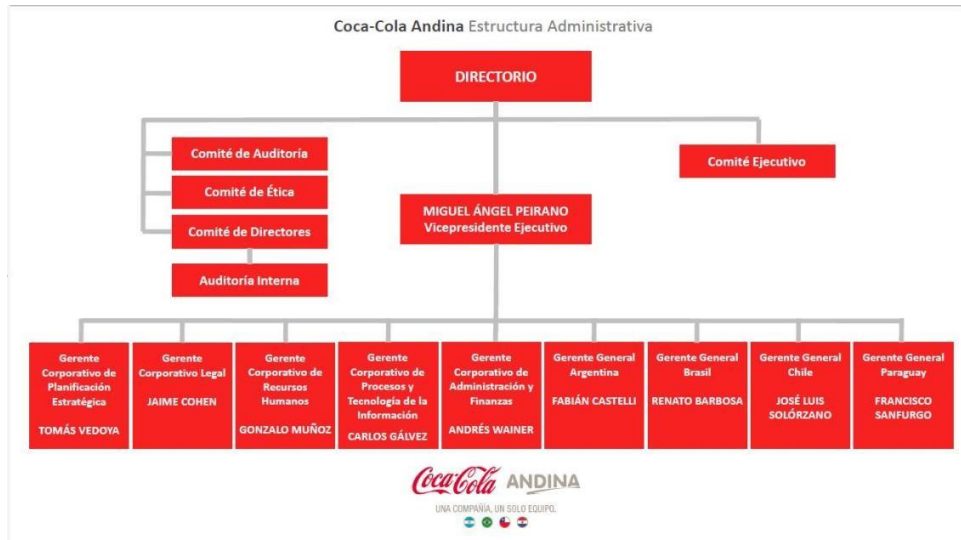 Coca-Cola Andina Estructura Administrativa
DIRECTORIO
Comité de Auditoría
Comité Ejecutivo
Comité de Ética
MIGUEL ÁNGEL PEIRANO
Vicepresidente Ejecutivo
Comité de Directores
Auditoría Interna
Gerente
Corporativo de
Planificación
Estratégica
TOMÁS VEDOYA
Gerente
Corporativo Legal
JAIME COHEN
Gerente
Corporativo de
Recursos
Humanos
GONZALO MUÑOZ
Gerente
Corporativo de
Procesos y
Tecnología de la
Información
CARLOS GÁLVEZ
Gerente
Corporativo de
Administración y
Finanzas
ANDRÉS WAINER
Gerente General
Argentina
FABIÁN CASTELLI
Gerente General
Brasil
RENATO BARBOSA
Gerente General
Chile
JOSÉ LUIS
SOLÓRZANO
Gerente General
Paraguay
FRANCISCO
SANFURGO
Coca-Cola ANDINA
UNA COMPAÑÍA, UN SOLO EQUIPO.